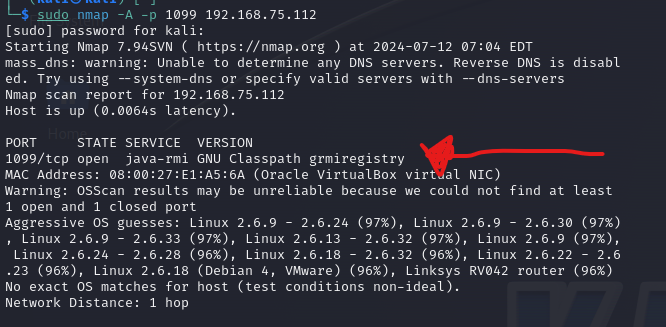 └─$ sudo nmap -A -p 1099 192.168.75.112
[sudo] password for kali:
Starting Nmap 7.94SVN ( https://nmap.org ) at 2024-07-12 07:04 EDT
mass_dns: warning: Unable to determine any DNS servers. Reverse DNS is disabl
ed. Try using --system-dns or specify valid servers with --dns-servers
Nmap scan report for 192.168.75.112
Host is up (0.0064s latency).
PORT     STATE SERVICE  VERSION
1099/tcp open  java-rmi GNU Classpath grmiregistry
MAC Address: 08:00:27:E1:A5:6A (Oracle VirtualBox virtual NIC)
Warning: OSScan results may be unreliable because we could not find at least
1 open and 1 closed port
Aggressive OS guesses: Linux 2.6.9 - 2.6.24 (97%), Linux 2.6.9 - 2.6.30 (97%)
, Linux 2.6.9 - 2.6.33 (97%), Linux 2.6.13 - 2.6.32 (97%), Linux 2.6.9 (97%),
 Linux 2.6.24 - 2.6.28 (96%), Linux 2.6.18 - 2.6.32 (96%), Linux 2.6.22 - 2.6
.23 (96%), Linux 2.6.18 (Debian 4, VMware) (96%), Linksys RV042 router (96%)
No exact OS matches for host (test conditions non-ideal).
Network Distance: 1 hop